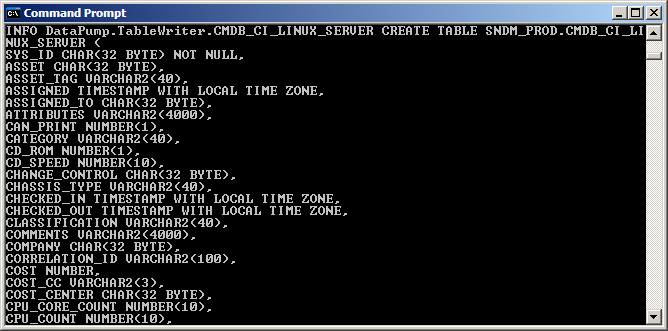 Command Prompt
INFO DataPump.TableWriter.CMDB_CI_LINUX_SERVER CREATE TABLE SNDM_PROD.CMDB_CI_LI
NUX_SERVER (
SYS_ID CHAR(32 BYTE) NOT NULL,
ASSET CHAR(32 BYTE),
ASSET_TAG VARCHAR2(40),
ASSIGNED TIMESTAMP WITH LOCAL TIME ZONE,
ASSIGNED_TO CHAR(32 BYTE),
ATTRIBUTES VARCHAR2(4000),
CAN_PRINT NUMBER(1),
CATEGORY VARCHAR2(40),
CD_ROM NUMBER(1),
CD_SPEED NUMBER(10),
CHANGE_CONTROL CHAR(32 BYTE),
CHASSIS_TYPE VARCHAR2(40),
CHECKED_IN TIMESTAMP WITH LOCAL TIME ZONE,
CHECKED_OUT TIMESTAMP WITH LOCAL TIME ZONE,
CLASSIFICATION VARCHAR2(40),
COMMENTS VARCHAR2(4000),
COMPANY CHAR(32 BYTE),
CORRELATION_ID VARCHAR2(100),
COST NUMBER,
COST_CC VARCHAR2(3),
COST_CENTER CHAR(32 BYTE),
CPU_CORE_COUNT NUMBER(10),
CPU_COUNT NUMBER(10),